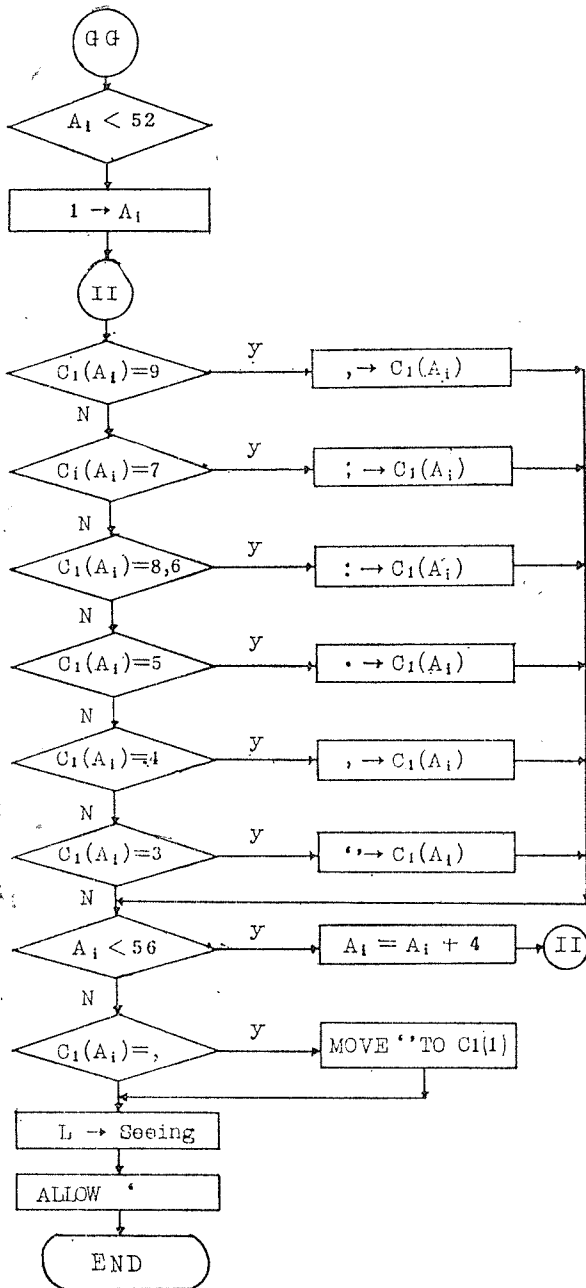 G G
A₁ < 52
1 → A₁
II
C₁(A₁)=9
y
, → C₁(A₁)
N
C₁(A₁)=7
y
; → C₁(A₁)
N
C₁(A₁)=8,6
y
: → C₁(A₁)
N
C₁(A₁)=5
y
· → C₁(A₁)
N
C₁(A₁)=4
y
, → C₁(A₁)
N
C₁(A₁)=3
y
‘’→ C₁(A₁)
N
A₁ < 56
y
A₁ = A₁ + 4
II
N
C₁(A₁)=,
y
MOVE ‘’ TO C1(1)
L → Seeing
ALLOW ‘
END